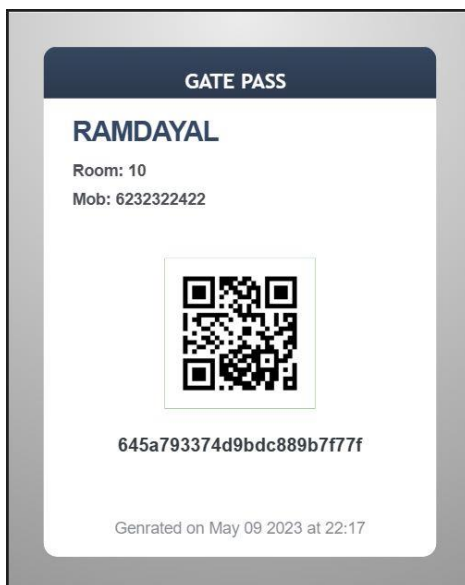 GATE PASS
RAMDAYAL
Room: 10
Mob: 6232322422
645a793374d9bdc889b7f77f
Genrated on May 09 2023 at 22:17